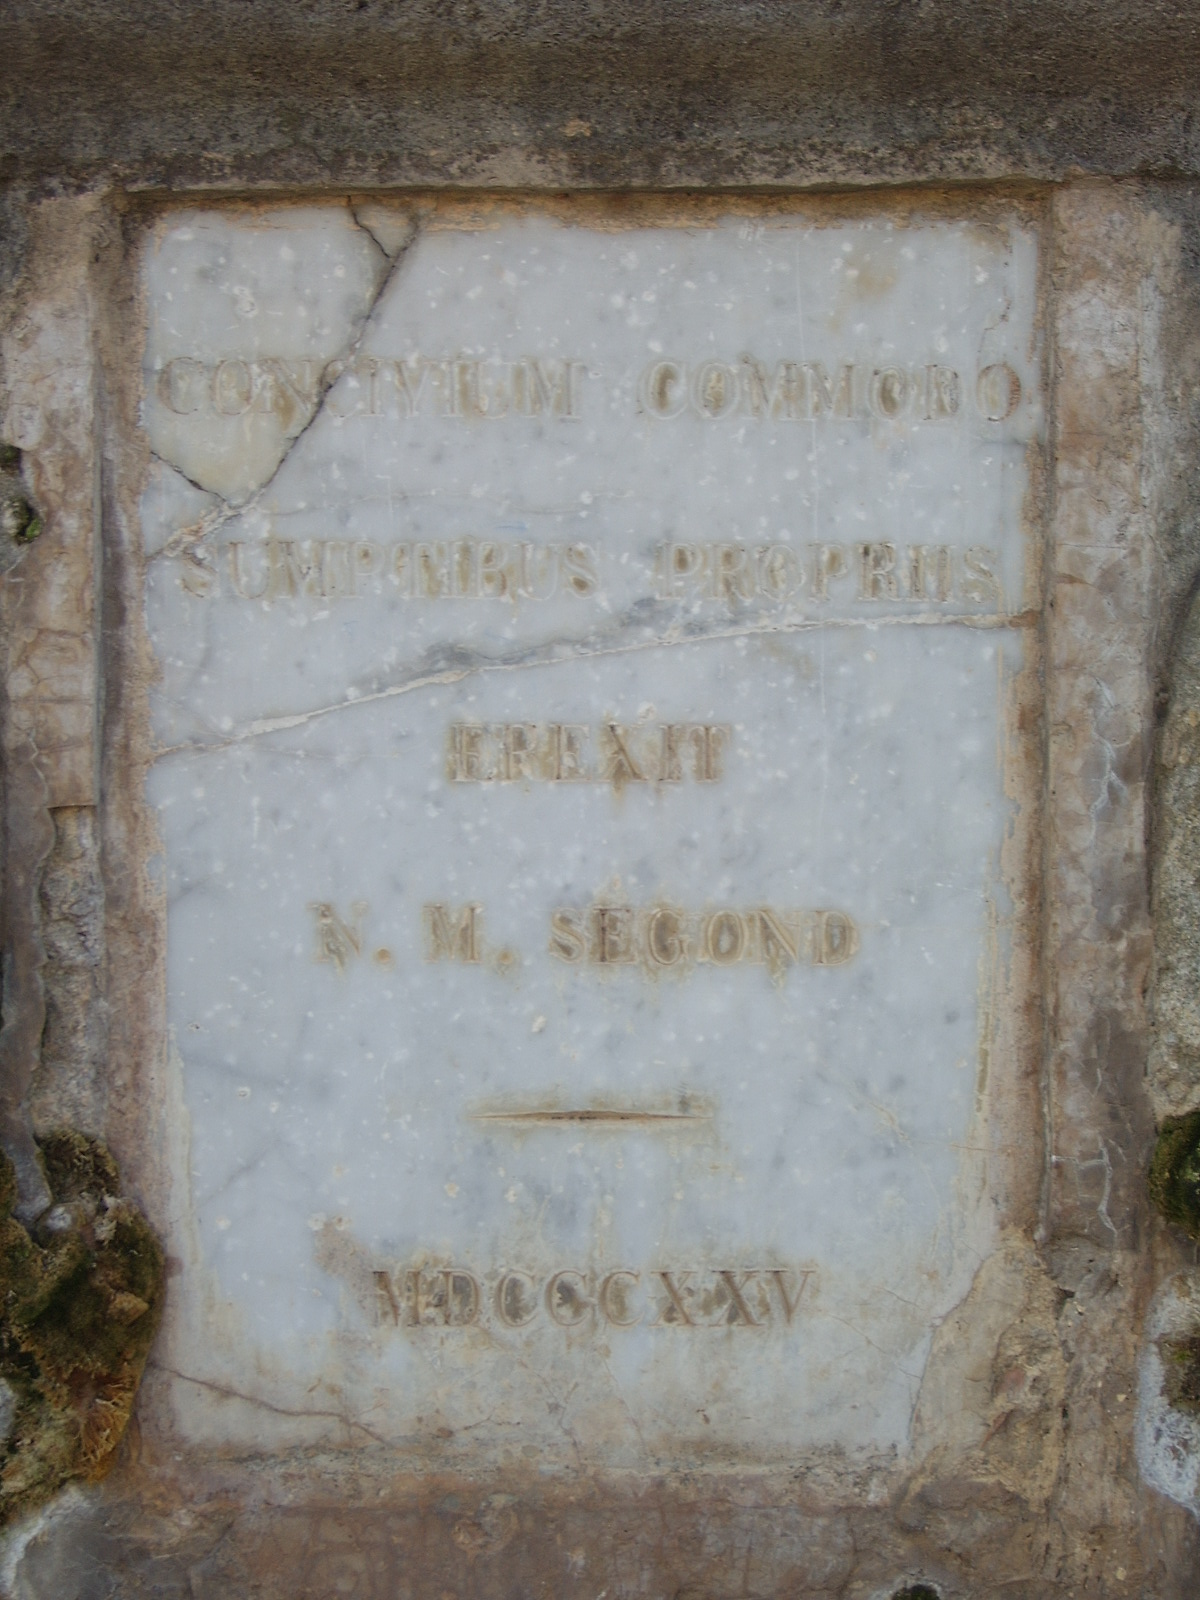 CONCIVIUM COMMODO
SUMPTIBUS PROPRIIS
EREXIT
N. M. SEGOND
MDCCCXXV